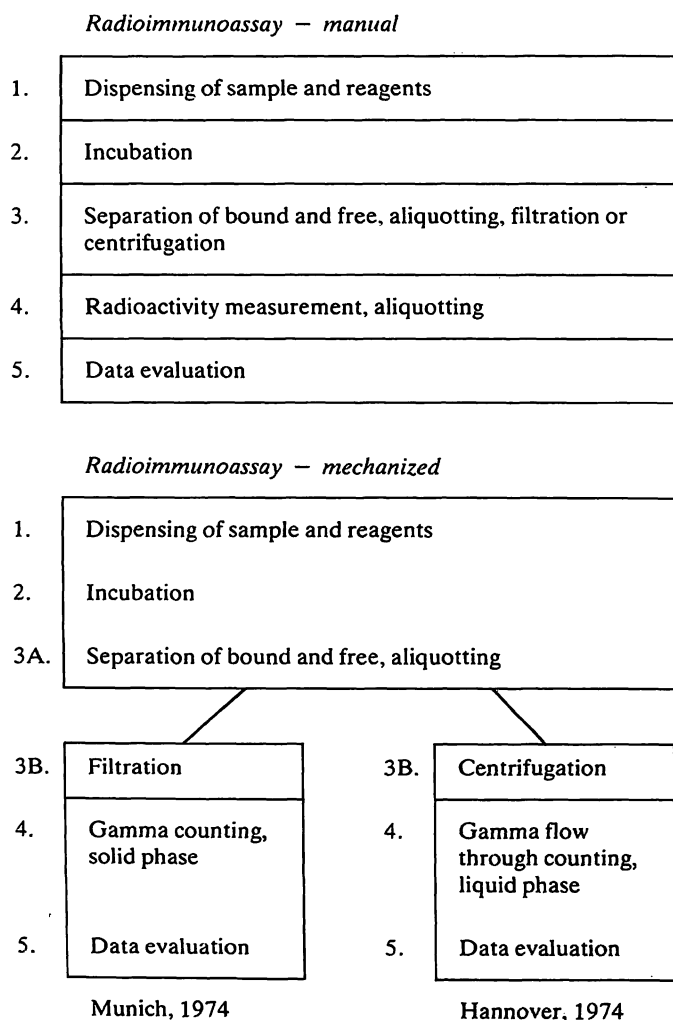 Radioimmunoassay — manual
1. Dispensing of sample and reagents
2. Incubation
3. Separation of bound and free, aliquotting, filtration or
centrifugation
4. Radioactivity measurement, aliquotting
5. Data evaluation
Radioimmunoassay — mechanized
1. Dispensing of sample and reagents
2. Incubation
3A. Separation of bound and free, aliquotting
3B. Filtration
4. Gamma counting,
solid phase
5. Data evaluation
Munich, 1974
3B. Centrifugation
4. Gamma flow
through counting,
liquid phase
5. Data evaluation
Hannover, 1974